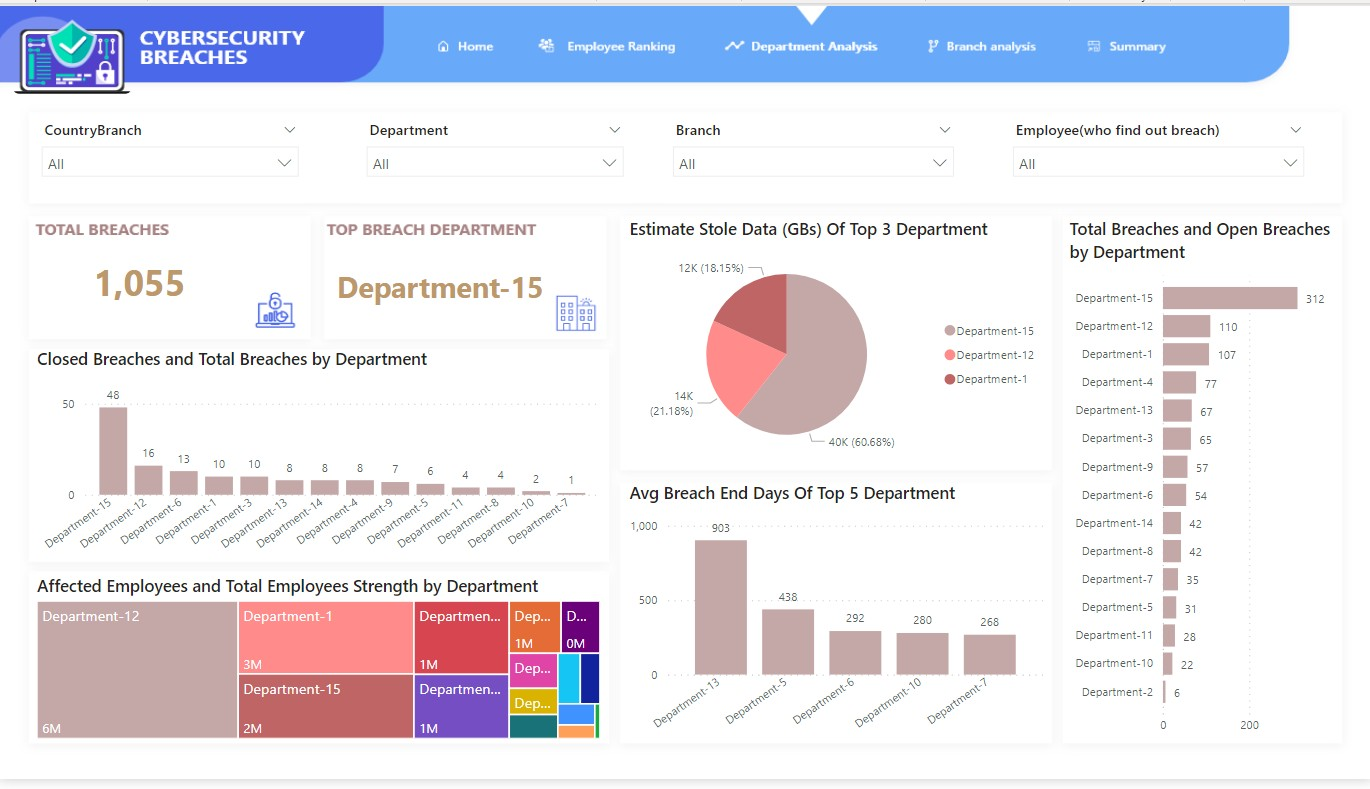 CYBERSECURITY
BREACHES
Home
Employee Ranking
Department Analysis
Branch analysis
Summary
CountryBranch
All
Department
All
Branch
All
Employee(who find out breach)
All
TOTAL BREACHES
1,055
TOP BREACH DEPARTMENT
Department-15
Closed Breaches and Total Breaches by Department
50
0
48
16
13
10
10
8
8
8
7
6
4
4
2
1
Department-15
Department-12
Department-6
Department-1
Department-3
Department-13
Department-14
Department-4
Department-9
Department-5
Department-11
Department-8
Department-10
Department-7
Affected Employees and Total Employees Strength by Department
Department-12
6M
Department-1
3M
Department-15
2M
Departmen...
1M
Departmen...
1M
Dep...
1M
D...
0M
Dep...
Dep...
Estimate Stole Data (GBs) Of Top 3 Department
12K (18.15%)
14K
(21.18%)
40K (60.68%)
Department-15
Department-12
Department-1
Avg Breach End Days Of Top 5 Department
1,000
500
0
903
438
292
280
268
Department-13
Department-5
Department-6
Department-10
Department-7
Total Breaches and Open Breaches
by Department
Department-15 312
Department-12 110
Department-1 107
Department-4 77
Department-13 67
Department-3 65
Department-9 57
Department-6 54
Department-14 42
Department-8 42
Department-7 35
Department-5 31
Department-11 28
Department-10 22
Department-2 6
0 200